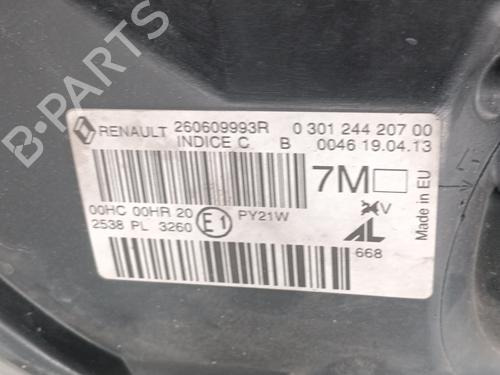 B-PARTS
RENAULT 260609993R 0 301 244 207 00
INDICE C B 0046 19.04.13
7M
Made in EU
00HC 00HR 20 E1 PY21W
2538 PL 3260
V
AL
668